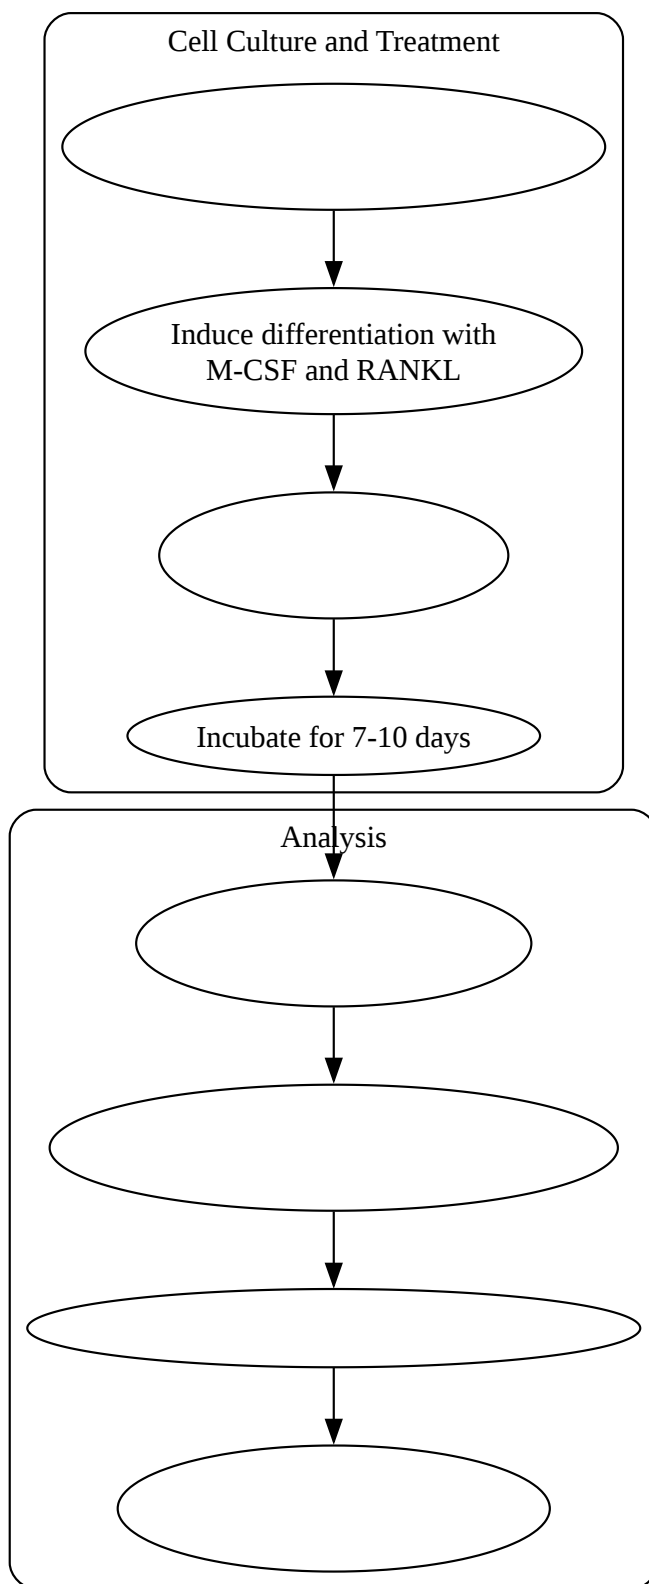 Cell Culture and Treatment
Induce differentiation with
M-CSF and RANKL
Incubate for 7-10 days
Analysis